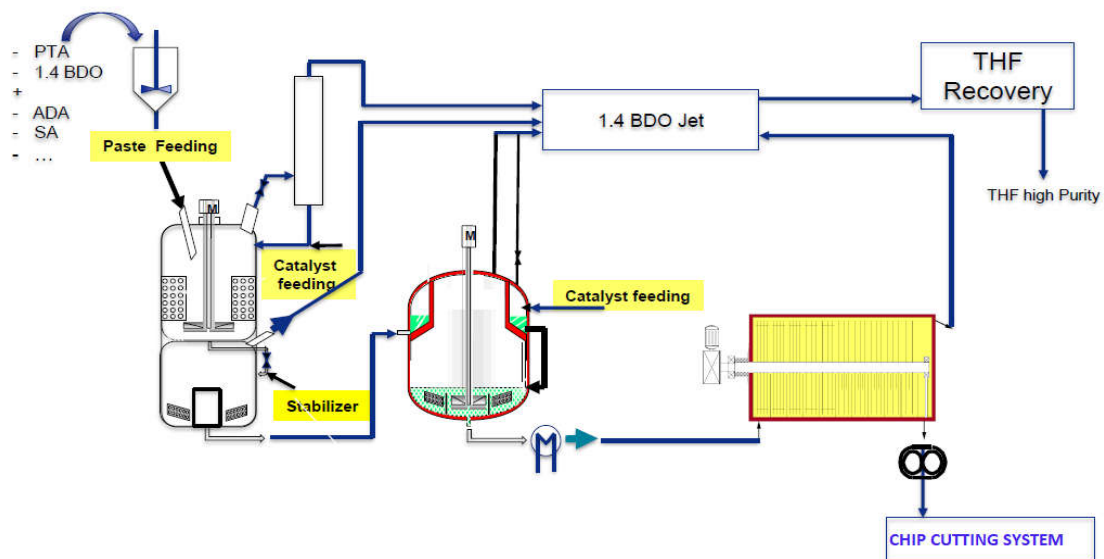 - PTA
- 1.4 BDO
+
- ADA
- SA
- ...
Paste Feeding
M
Catalyst
feeding
Stabilizer
M
Catalyst feeding
1.4 BDO Jet
THF
Recovery
THF high Purity
CHIP CUTTING SYSTEM